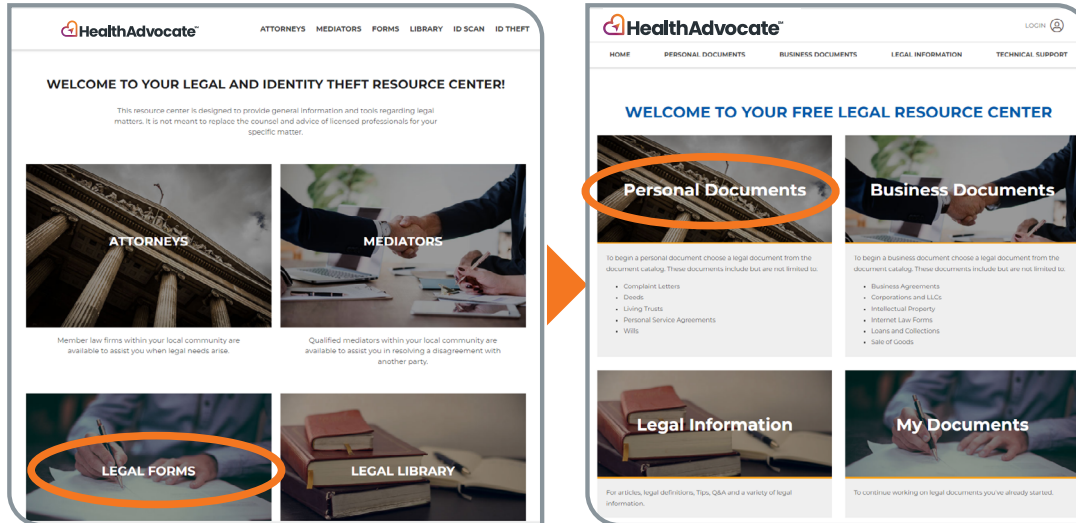 HealthAdvocate™
ATTORNEYS MEDIATORS FORMS LIBRARY ID SCAN ID THEFT
WELCOME TO YOUR LEGAL AND IDENTITY THEFT RESOURCE CENTER!
This resource center is designed to provide general information and tools regarding legal
matters. It is not meant to replace the counsel and advice of licensed professionals for your
specific matter.
ATTORNEYS
MEDIATORS
Member law firms within your local community are
available to assist you when legal needs arise.
Qualified mediators within your local community are
available to assist you in resolving a disagreement with
another party.
LEGAL FORMS
LEGAL LIBRARY
HealthAdvocate™
LOGIN
HOME PERSONAL DOCUMENTS BUSINESS DOCUMENTS LEGAL INFORMATION TECHNICAL SUPPORT
WELCOME TO YOUR FREE LEGAL RESOURCE CENTER
Personal Documents
Business Documents
To begin a personal document choose a legal document from the
document catalog. These documents include but are not limited to:
• Complaint Letters
• Deeds
• Living Trusts
• Personal Service Agreements
• Wills
To begin a business document choose a legal document from the
document catalog. These documents include but are not limited to:
• Business Agreements
• Corporations and LLCs
• Intellectual Property
• Internet Law Forms
• Loans and Collections
• Sale of Goods
Legal Information
My Documents
For articles, legal definitions, Tips, Q&A and a variety of legal
information.
To continue working on legal documents you've already started.